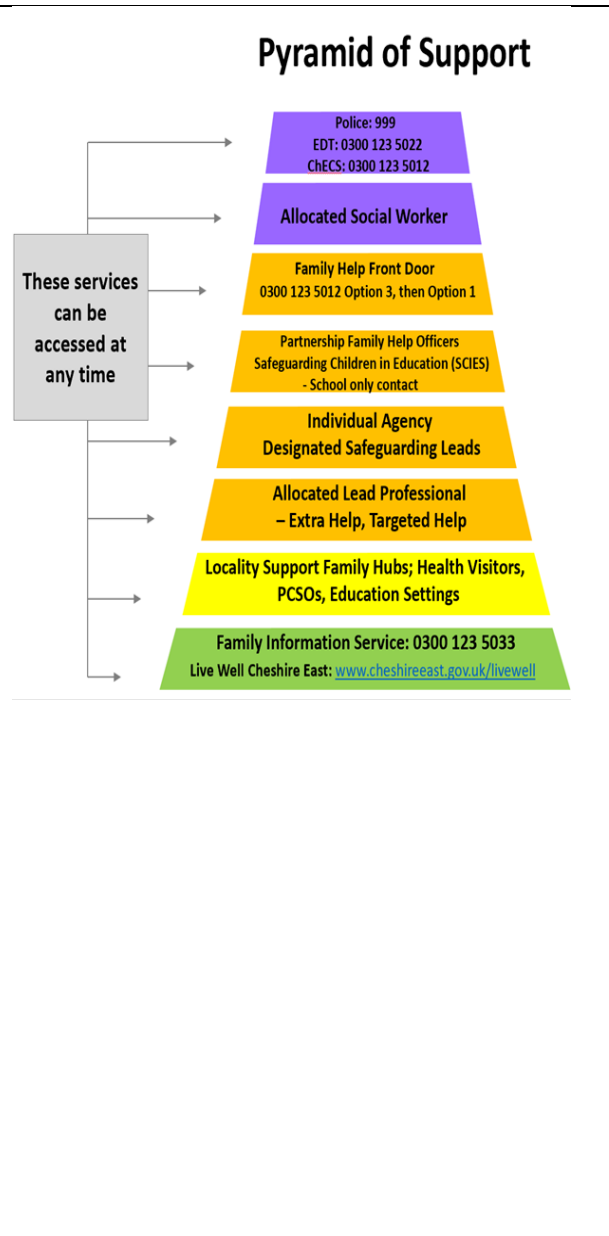 Pyramid of Support
Police: 999
EDT: 0300 123 5022
ChECS: 0300 123 5012
Allocated Social Worker
These services
can be
accessed at
any time
Family Help Front Door
0300 123 5012 Option 3, then Option 1
Partnership Family Help Officers
Safeguarding Children in Education (SCIES)
- School only contact
Individual Agency
Designated Safeguarding Leads
Allocated Lead Professional
– Extra Help, Targeted Help
Locality Support Family Hubs; Health Visitors,
PCSOs, Education Settings
Family Information Service: 0300 123 5033
Live Well Cheshire East: www.cheshireeast.gov.uk/livewell